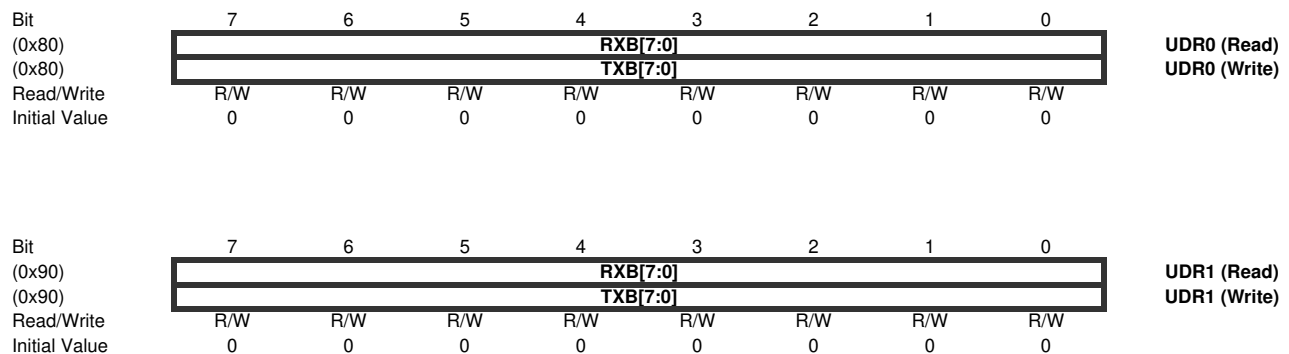 Bit 7 6 5 4 3 2 1 0
(0x80) RXB[7:0] UDR0 (Read)
(0x80) TXB[7:0] UDR0 (Write)
Read/Write R/W R/W R/W R/W R/W R/W R/W R/W
Initial Value 0 0 0 0 0 0 0 0
Bit 7 6 5 4 3 2 1 0
(0x90) RXB[7:0] UDR1 (Read)
(0x90) TXB[7:0] UDR1 (Write)
Read/Write R/W R/W R/W R/W R/W R/W R/W R/W
Initial Value 0 0 0 0 0 0 0 0